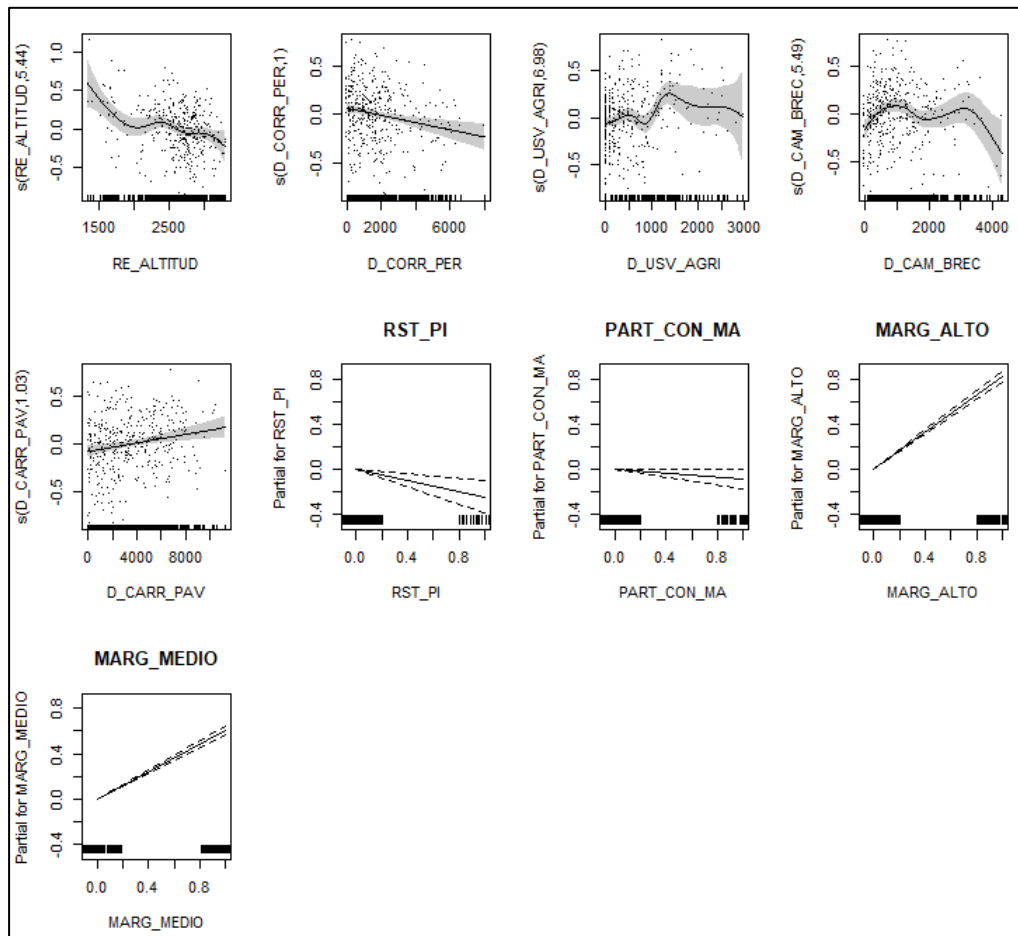 s(RE_ALTITUD,5.44)
1.0
0.5
0.0
-0.5
1500 2500
RE_ALTITUD
s(D_CORR_PER,1)
0.5
0.0
-0.5
0 2000 6000
D_CORR_PER
s(D_USV_AGRI,6.98)
0.5
0.0
-0.5
0 1000 2000 3000
D_USV_AGRI
s(D_CAM_BREC,5.49)
0.5
0.0
-0.5
0 2000 4000
D_CAM_BREC
s(D_CARR_PAV,1.03)
0.5
0.0
-0.5
0 4000 8000
D_CARR_PAV
RST_PI
Partial for RST_PI
0.8
0.4
0.0
-0.4
0.0 0.4 0.8
RST_PI
PART_CON_MA
Partial for PART_CON_MA
0.8
0.4
0.0
-0.4
0.0 0.4 0.8
PART_CON_MA
MARG_ALTO
Partial for MARG_ALTO
0.8
0.4
0.0
-0.4
0.0 0.4 0.8
MARG_ALTO
MARG_MEDIO
Partial for MARG_MEDIO
0.8
0.4
0.0
-0.4
0.0 0.4 0.8
MARG_MEDIO